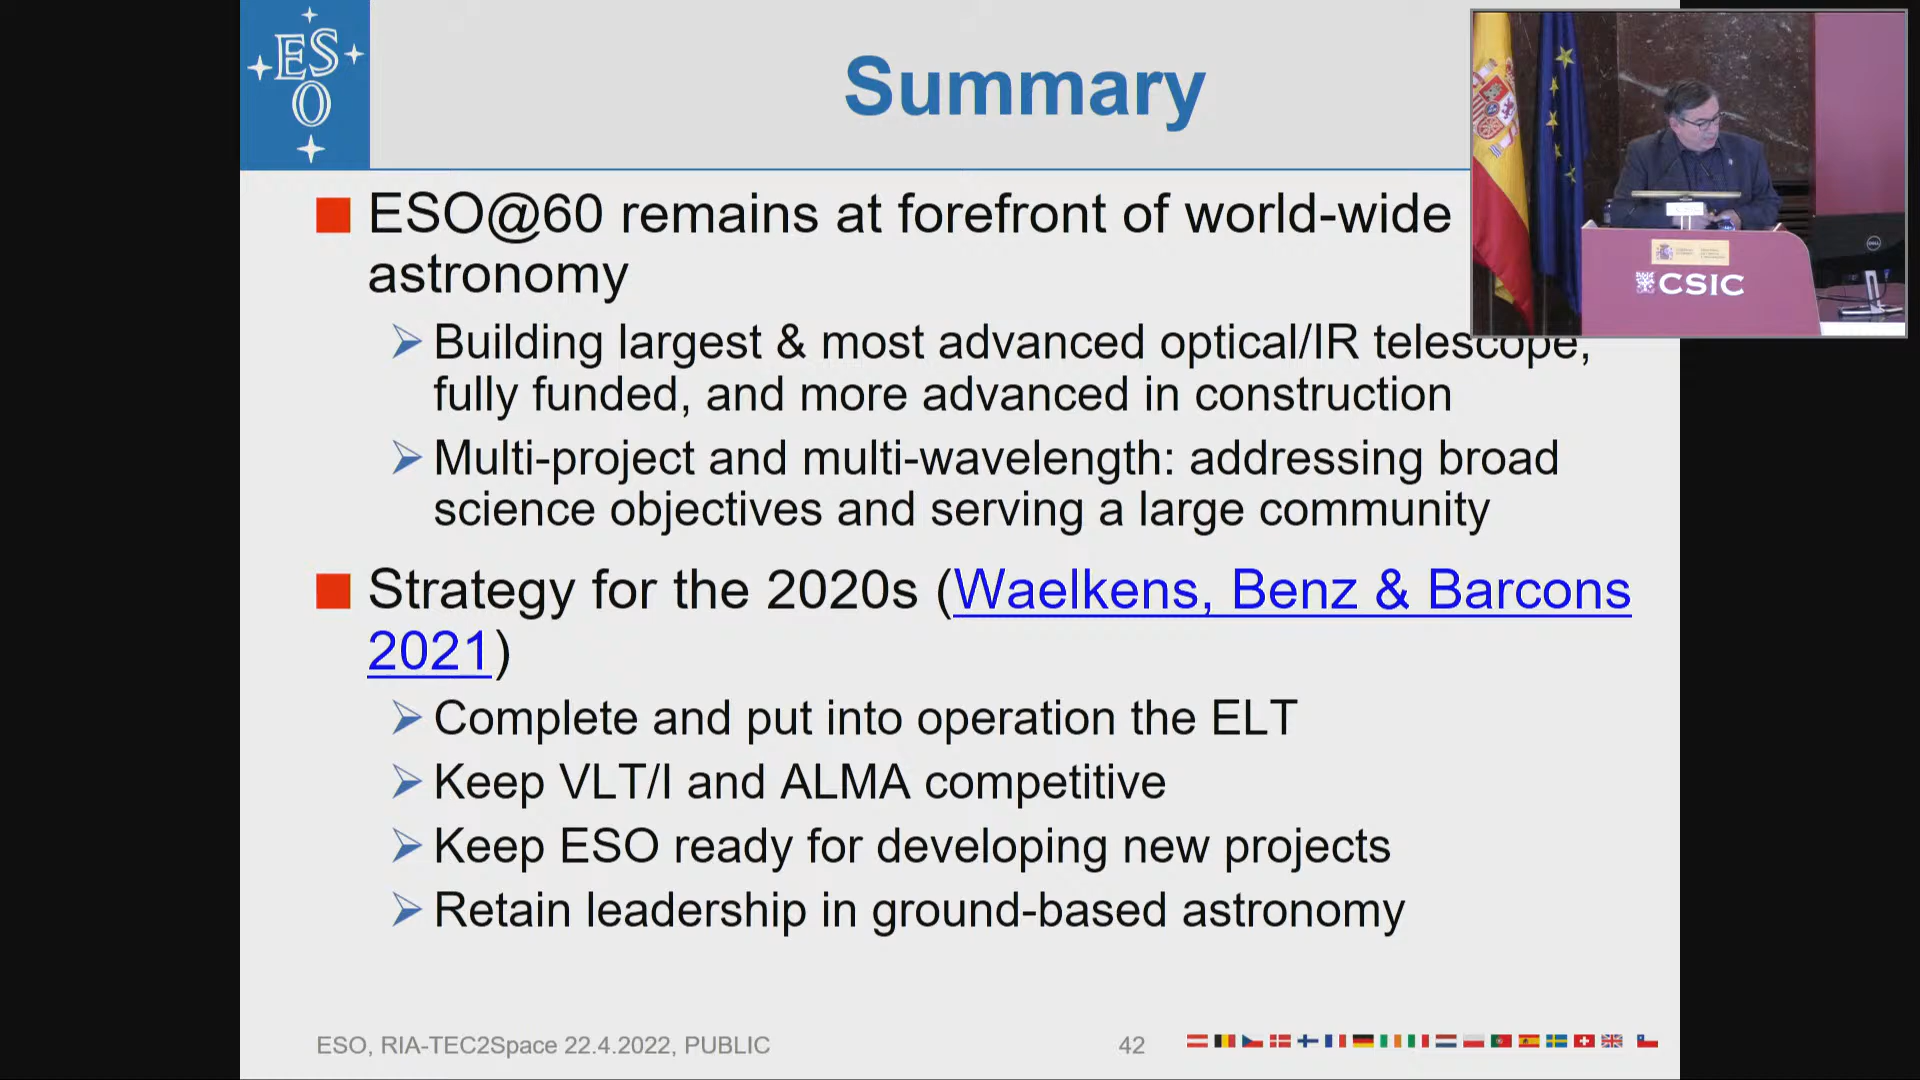 ESO
Summary
ESO@60 remains at forefront of world-wide
astronomy
Building largest & most advanced optical/IR telescope,
fully funded, and more advanced in construction
Multi-project and multi-wavelength: addressing broad
science objectives and serving a large community
Strategy for the 2020s (Waelkens, Benz & Barcons
2021)
Complete and put into operation the ELT
Keep VLT/I and ALMA competitive
Keep ESO ready for developing new projects
Retain leadership in ground-based astronomy
ESO, RIA-TEC2Space 22.4.2022, PUBLIC
42
CSIC
DELL